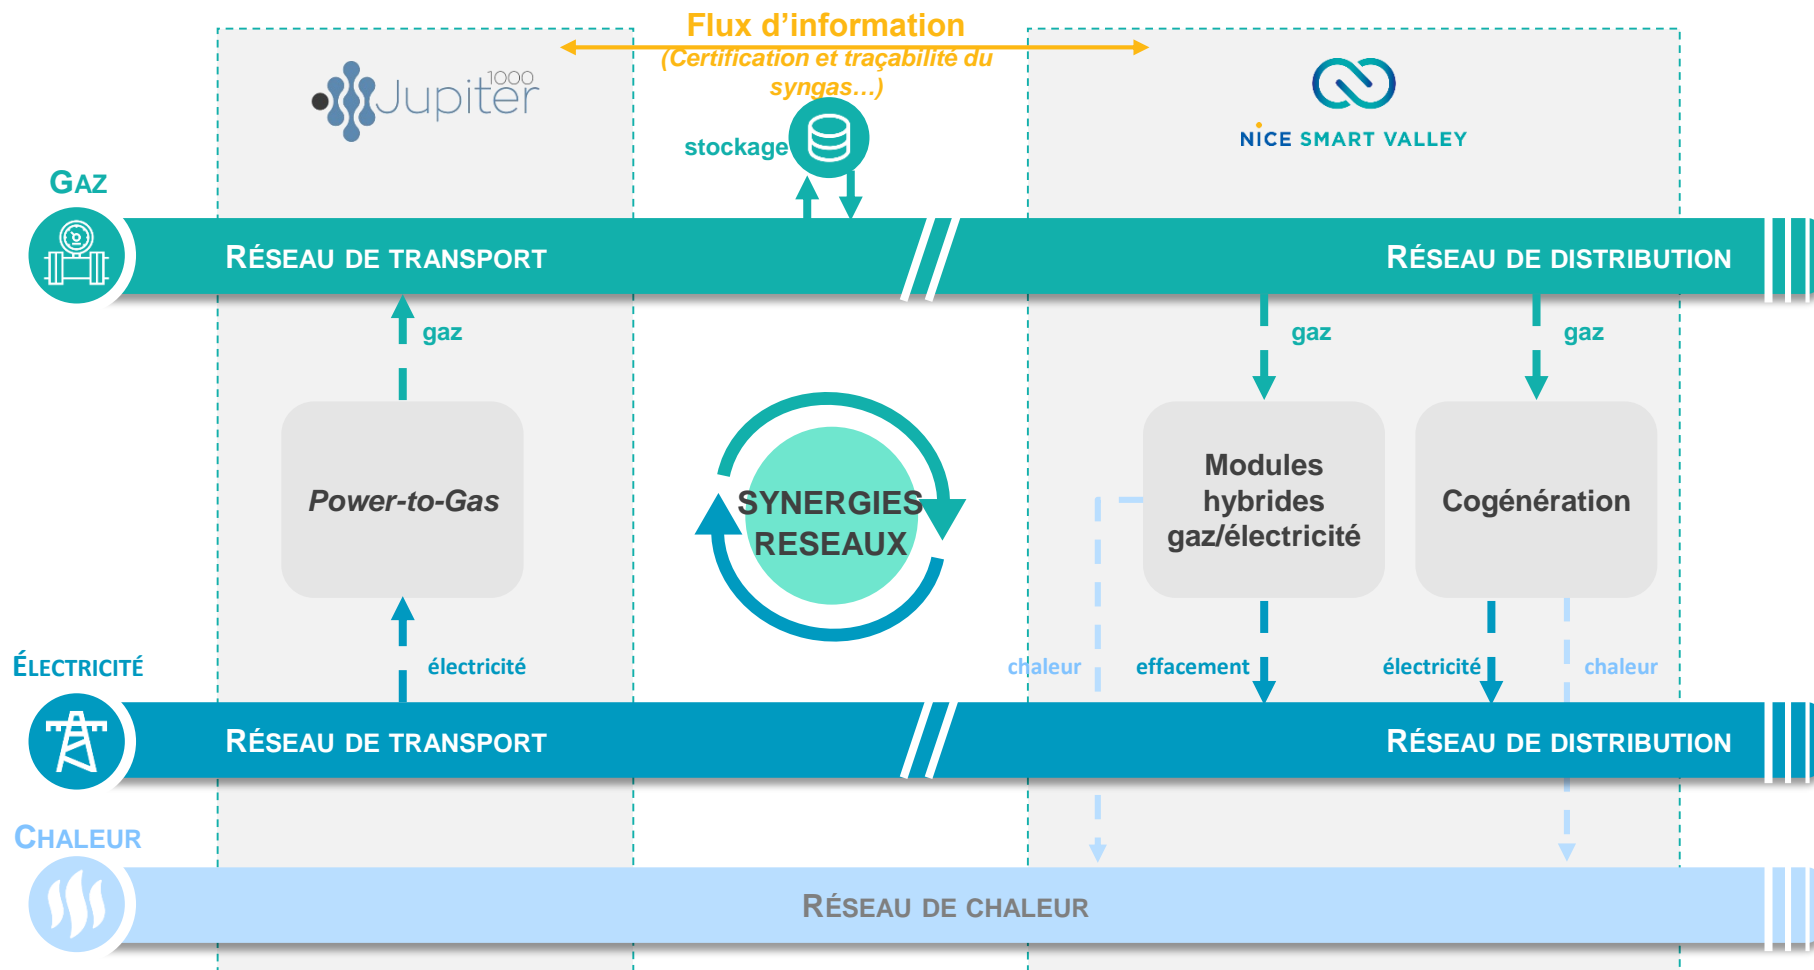 Flux d'information
(Certification et traçabilité du
syngas…)
Jupiter
1000
NiCE SMART VALLEY
stockage
GAZ
RÉSEAU DE TRANSPORT
RÉSEAU DE DISTRIBUTION
gaz
gaz
gaz
Power-to-Gas
SYNERGIES
RESEAUX
Modules
hybrides
gaz/électricité
Cogénération
ÉLECTRICITÉ
électricité
chaleur
effacement
électricité
chaleur
RÉSEAU DE TRANSPORT
RÉSEAU DE DISTRIBUTION
CHALEUR
RÉSEAU DE CHALEUR